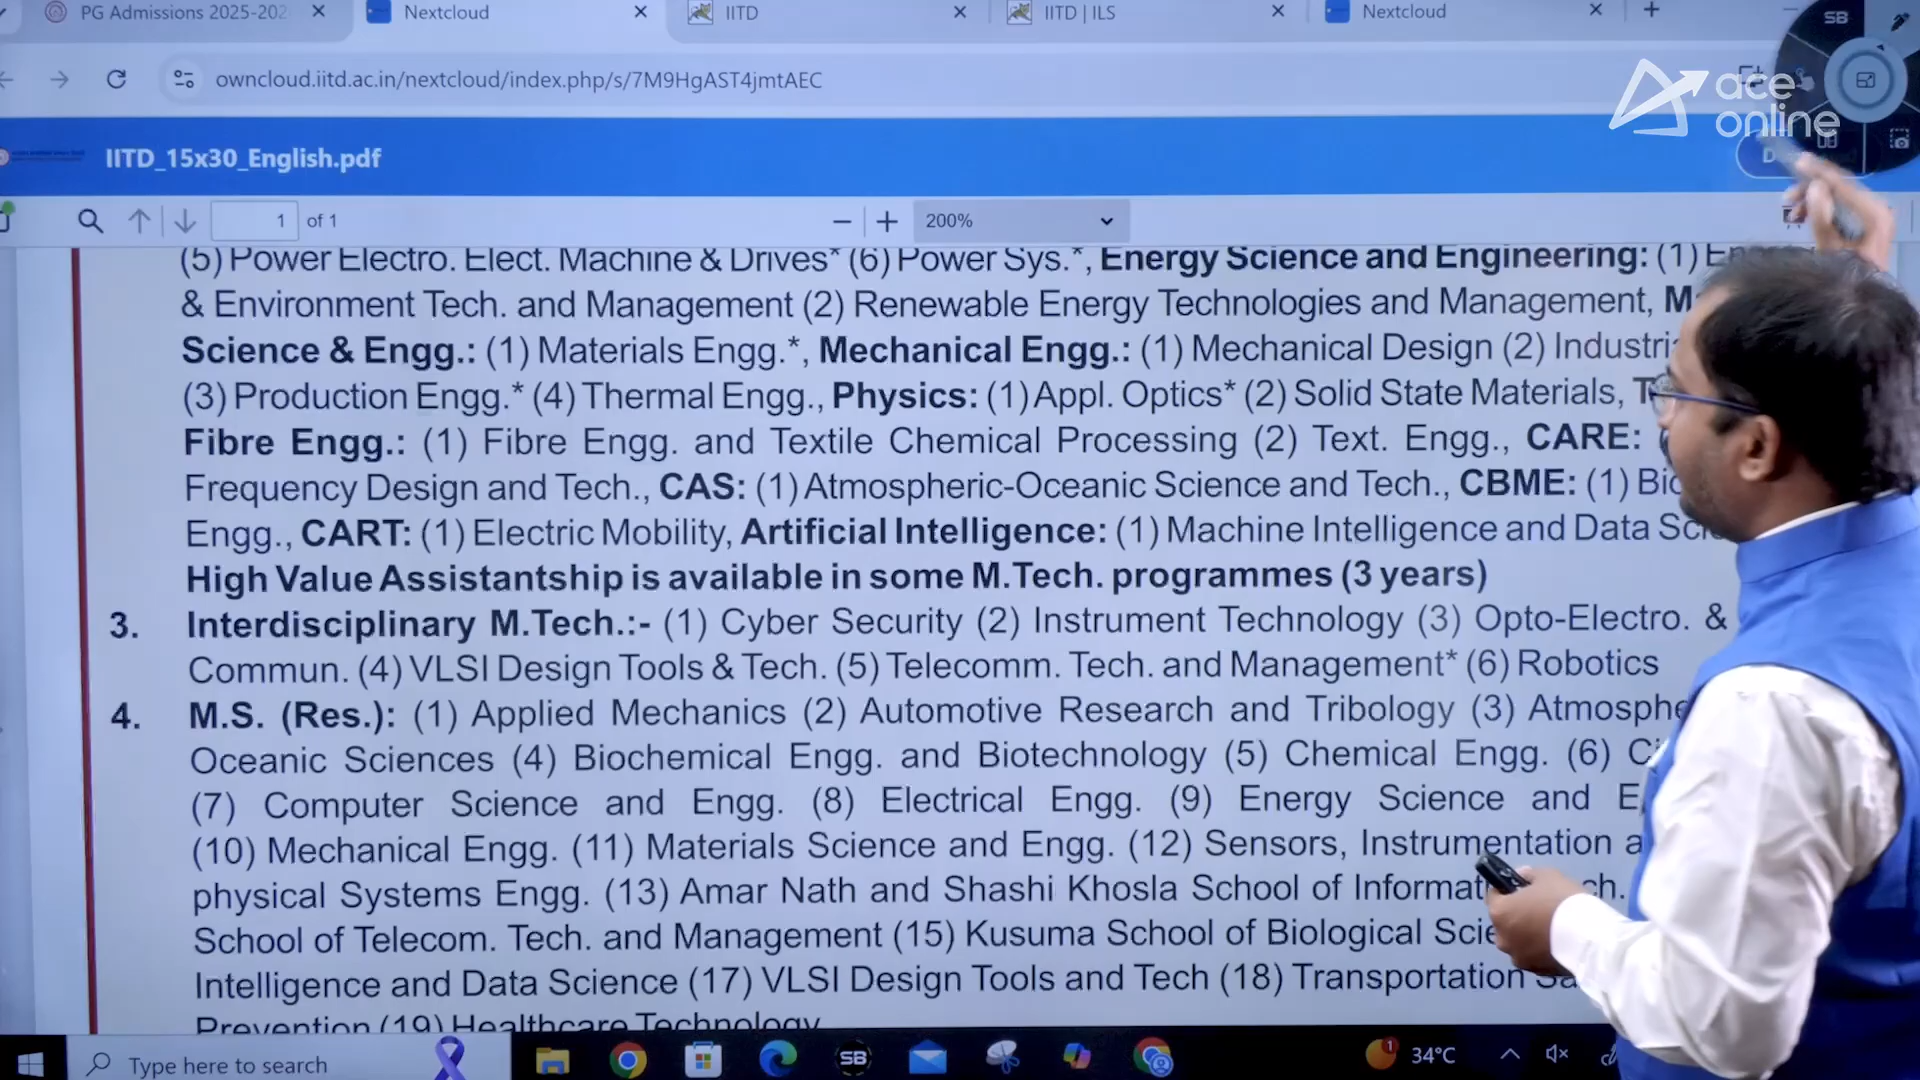 PG Admissions 2025-202
Nextcloud
IITD
IITD | ILS
Nextcloud
SB
owncloud.iitd.ac.in/nextcloud/index.php/s/7M9HgAST4jmtAEC
ace
online
IITD_15x30_English.pdf
1 of 1
200%
(5) Power Electro. Elect. Machine & Drives* (6) Power Sys.*, Energy Science and Engineering: (1)
& Environment Tech. and Management (2) Renewable Energy Technologies and Management,
Science & Engg.: (1) Materials Engg.*, Mechanical Engg.: (1) Mechanical Design (2)
(3) Production Engg.* (4) Thermal Engg., Physics: (1) Appl. Optics* (2) Solid State Materials,
Fibre Engg.: (1) Fibre Engg. and Textile Chemical Processing (2) Text. Engg., CARE:
Frequency Design and Tech., CAS: (1) Atmospheric-Oceanic Science and Tech., CBME: (1)
Engg., CART: (1) Electric Mobility, Artificial Intelligence: (1) Machine Intelligence and Data
High Value Assistantship is available in some M.Tech. programmes (3 years)
3. Interdisciplinary M.Tech.:- (1) Cyber Security (2) Instrument Technology (3) Opto-Electro. &
Commun. (4) VLSI Design Tools & Tech. (5) Telecomm. Tech. and Management* (6) Robotics
4. M.S. (Res.): (1) Applied Mechanics (2) Automotive Research and Tribology (3)
Oceanic Sciences (4) Biochemical Engg. and Biotechnology (5) Chemical Engg. (6)
(7) Computer Science and Engg. (8) Electrical Engg. (9) Energy Science and
(10) Mechanical Engg. (11) Materials Science and Engg. (12) Sensors, Instrumentation
physical Systems Engg. (13) Amar Nath and Shashi Khosla School of
School of Telecom. Tech. and Management (15) Kusuma School of Biological
Intelligence and Data Science (17) VLSI Design Tools and Tech (18) Transportation
Prevention (19) Healthcare Technology
Type here to search
SB
1
34°C